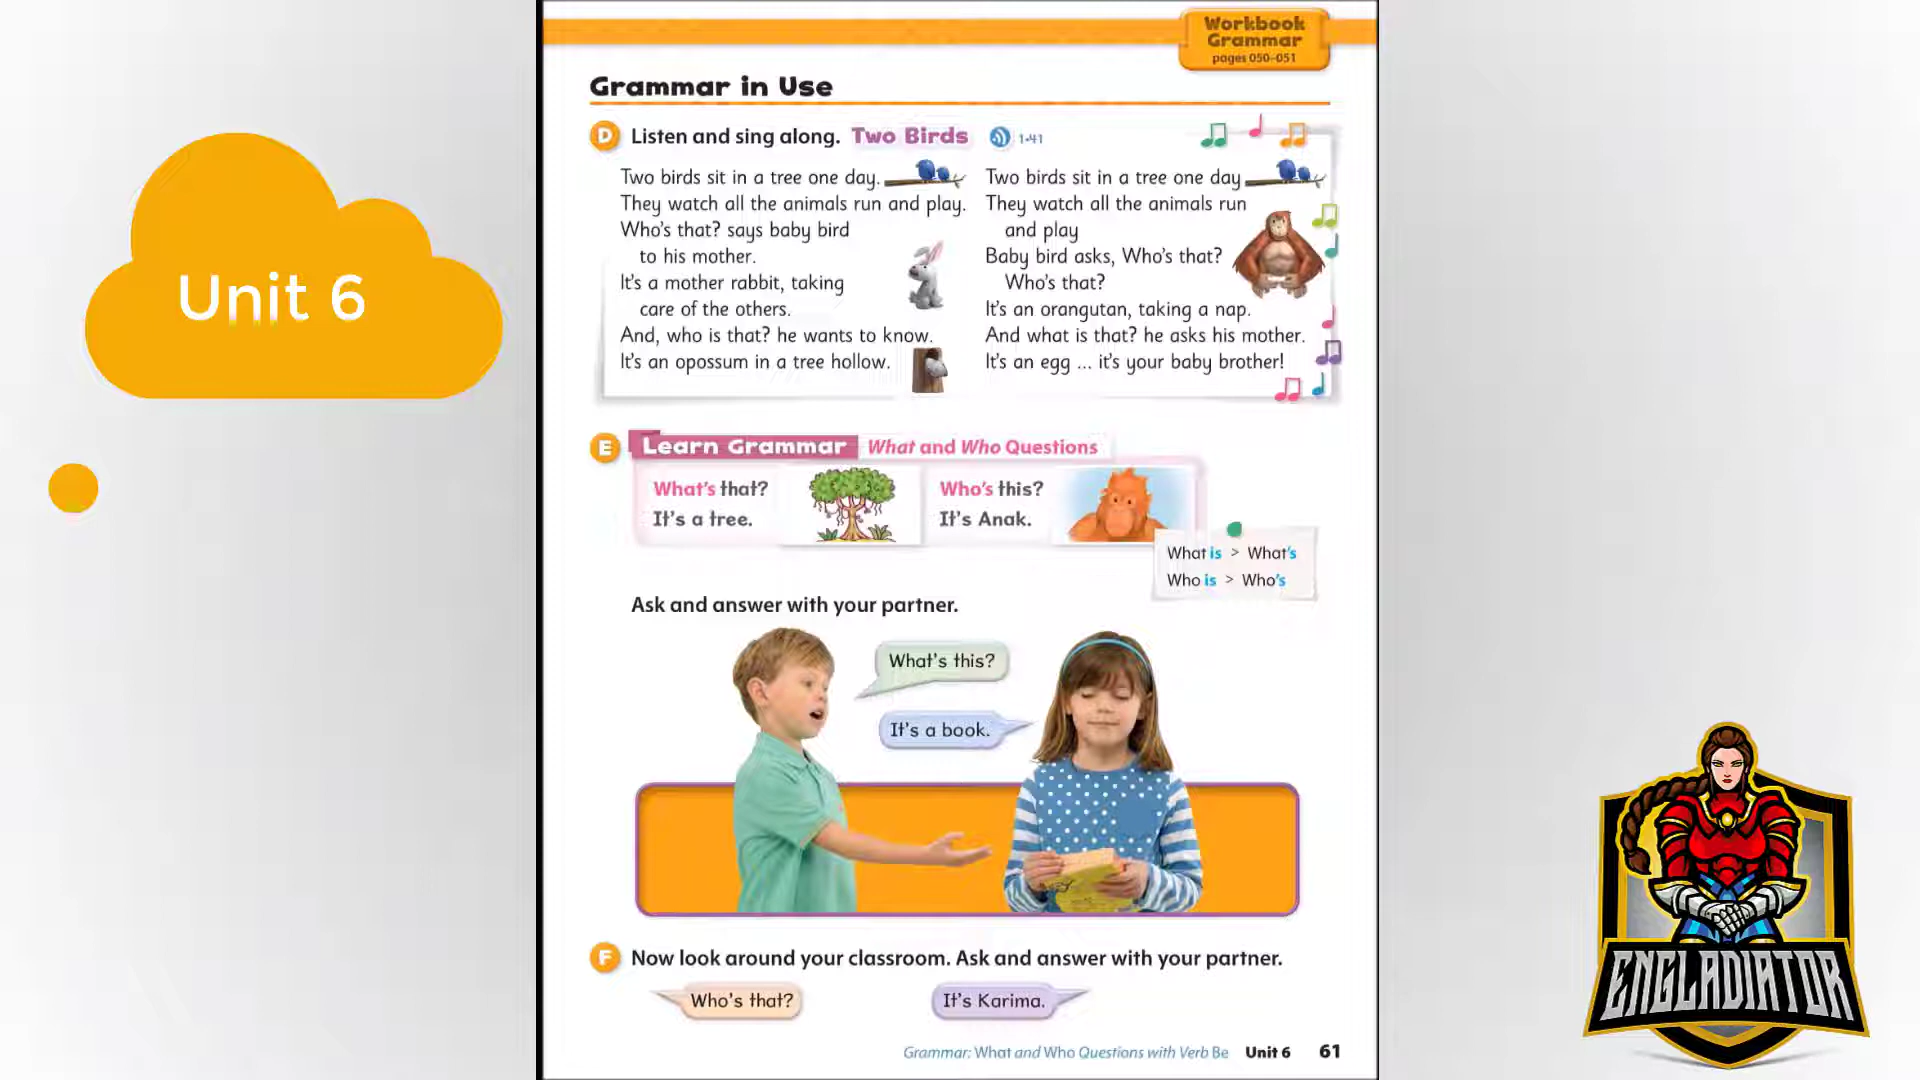 Unit 6
Workbook
Grammar
pages 050–051
Grammar in Use
D Listen and sing along. Two Birds 1•41
Two birds sit in a tree one day.
They watch all the animals run and play.
Who's that? says baby bird
to his mother.
It's a mother rabbit, taking
care of the others.
And, who is that? he wants to know.
It's an opossum in a tree hollow.
Two birds sit in a tree one day
They watch all the animals run
and play
Baby bird asks, Who's that?
Who's that?
It's an orangutan, taking a nap.
And what is that? he asks his mother.
It's an egg ... it's your baby brother!
E Learn Grammar What and Who Questions
What's that?
It's a tree.
Who's this?
It's Anak.
What is > What's
Who is > Who's
Ask and answer with your partner.
What's this?
It's a book.
F Now look around your classroom. Ask and answer with your partner.
Who's that?
It's Karima.
Grammar: What and Who Questions with Verb Be Unit 6 61
ENGLADIATOR